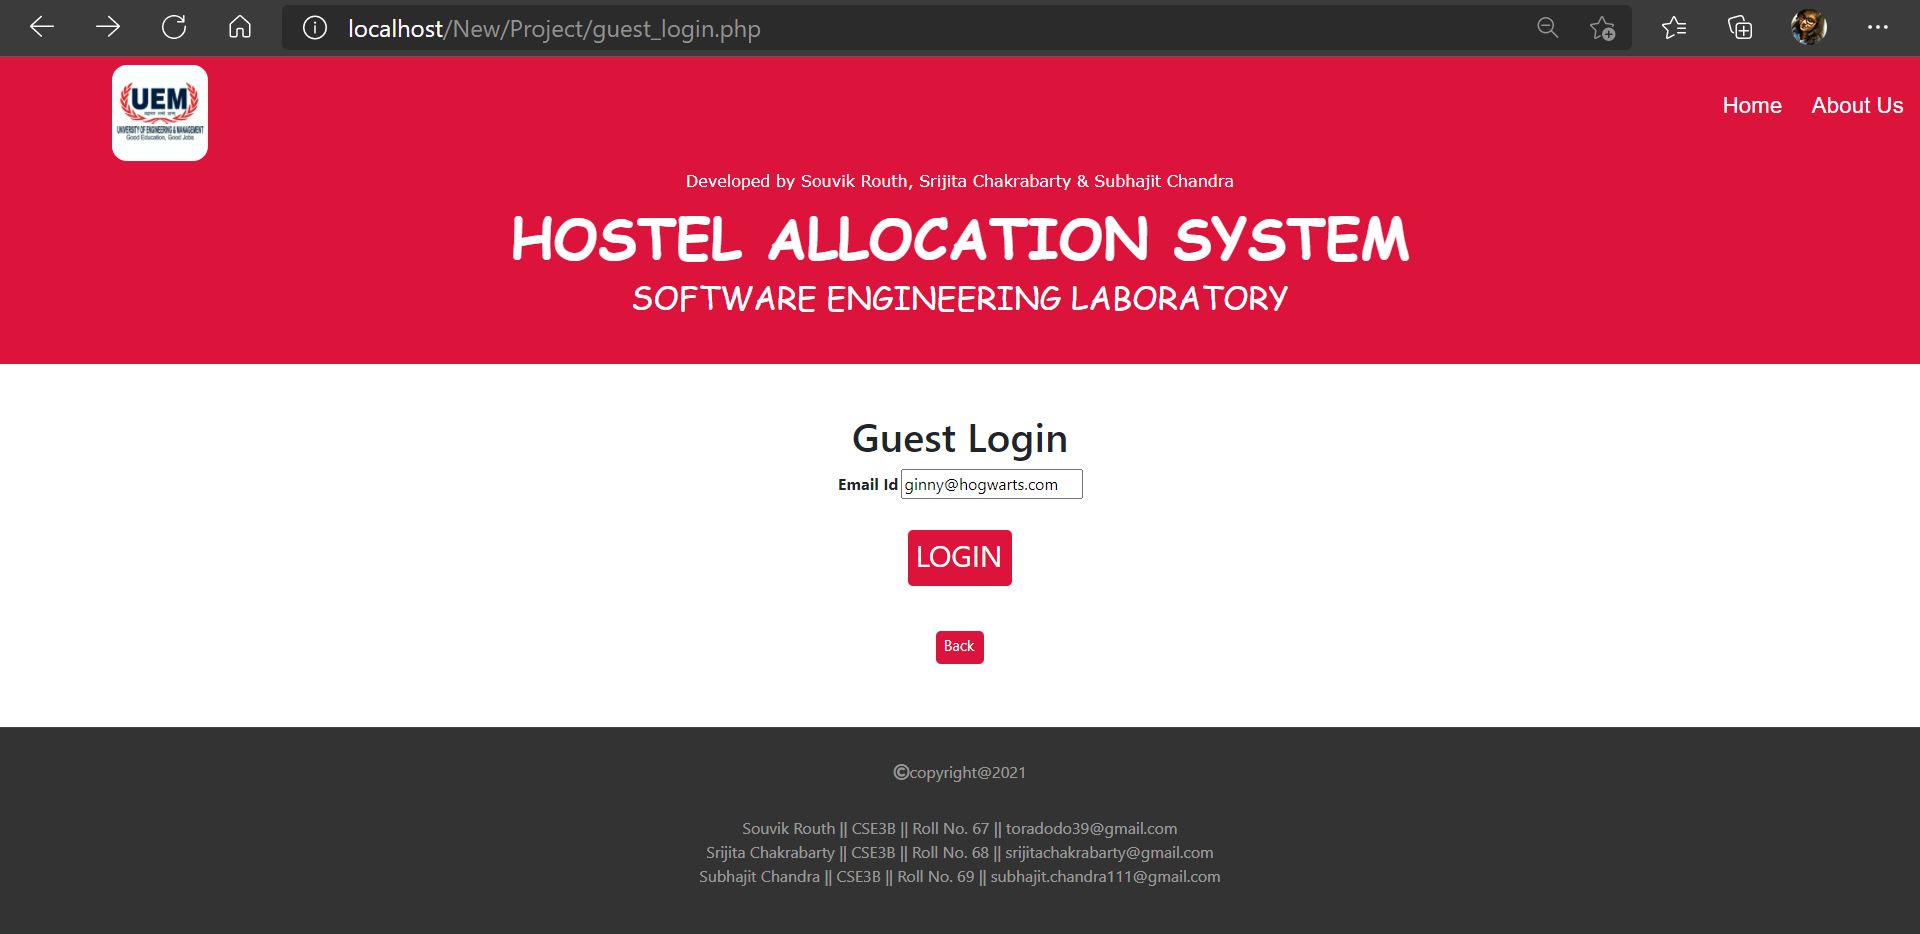 localhost/New/Project/guest_login.php
UEM
UNIVERSITY OF ENGINEERING & MANAGEMENT
Good Education, Good Jobs
Home About Us
Developed by Souvik Routh, Srijita Chakrabarty & Subhajit Chandra
HOSTEL ALLOCATION SYSTEM
SOFTWARE ENGINEERING LABORATORY
Guest Login
Email Id ginny@hogwarts.com
LOGIN
Back
©copyright@2021
Souvik Routh || CSE3B || Roll No. 67 || toradodo39@gmail.com
Srijita Chakrabarty || CSE3B || Roll No. 68 || srijitachakrabarty@gmail.com
Subhajit Chandra || CSE3B || Roll No. 69 || subhajit.chandra111@gmail.com